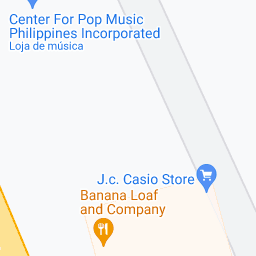 Center For Pop Music
Philippines Incorporated
Loja de música
J.c. Casio Store
Banana Loaf
and Company